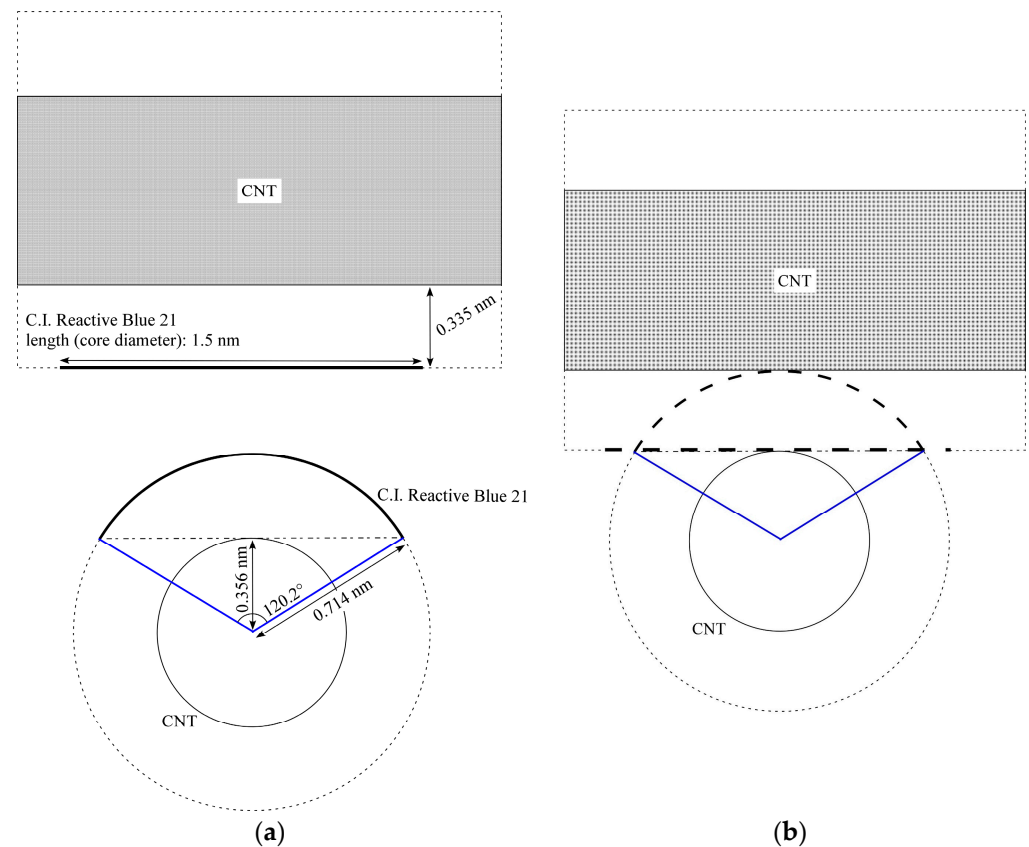 CNT
0.335 nm
C.I. Reactive Blue 21
length (core diameter): 1.5 nm
C.I. Reactive Blue 21
0.356 nm
120.2°
0.714 nm
CNT
(a)
CNT
CNT
(b)